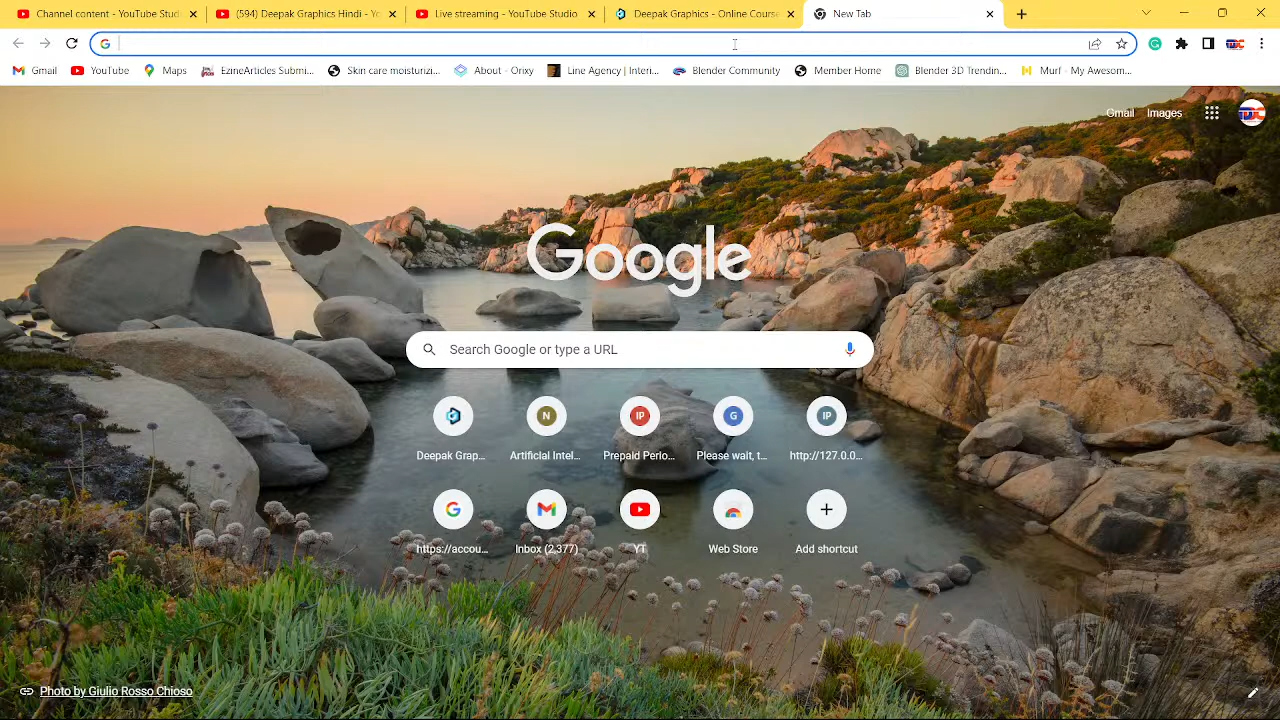 Channel content - YouTube Stud
(594) Deepak Graphics Hindi - Yo
Live streaming - YouTube Studio
Deepak Graphics - Online Course
New Tab
Gmail
YouTube
Maps
EzineArticles Submi...
Skin care moisturizi...
About - Orixy
Line Agency | Interi...
Blender Community
Member Home
Blender 3D Trendin...
Murf - My Awesom...
Gmail Images
Google
Search Google or type a URL
Deepak Grap...
Artificial Intel...
Prepaid Perio...
Please wait, t...
http://127.0.0...
https://accou...
Inbox (2,377)
YT
Web Store
Add shortcut
Photo by Giulio Rosso Chioso